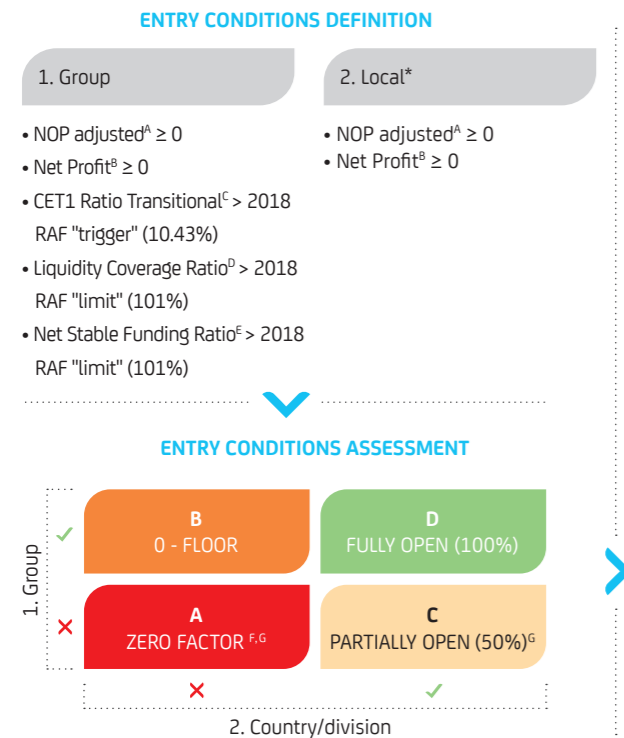 ENTRY CONDITIONS DEFINITION
1. Group
• NOP adjustedᴬ ≥ 0
• Net Profitᴮ ≥ 0
• CET1 Ratio Transitionalᶜ > 2018
RAF "trigger" (10.43%)
• Liquidity Coverage Ratioᴰ > 2018
RAF "limit" (101%)
• Net Stable Funding Ratioᴱ > 2018
RAF "limit" (101%)
2. Local*
• NOP adjustedᴬ ≥ 0
• Net Profitᴮ ≥ 0
ENTRY CONDITIONS ASSESSMENT
1. Group
B
0 - FLOOR
D
FULLY OPEN (100%)
A
ZERO FACTOR F,G
C
PARTIALLY OPEN (50%)G
2. Country/division